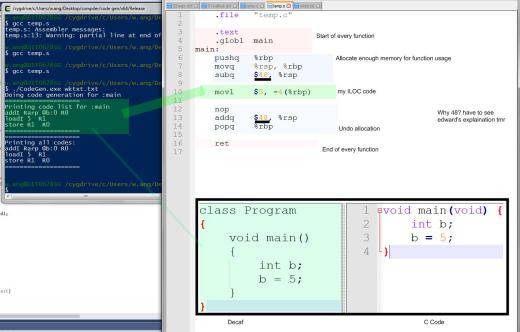 /cygdrive/c/Users/w.ang/Desktop/compiler/code gen/x86/Release
$ gcc temp.s
temp.s: Assembler messages:
temp.s:13: Warning: partial line at end of
$ gcc temp.s
$ gcc temp.s
$ ./CodeGen.exe wktxt.txt
Doing code generation for :main
Printing code list for :main
addI Rarp @b:0 R0
loadI 5 R1
store R1 R0
Printing all codes:
addI Rarp @b:0 R0
loadI 5 R1
store R1 R0
$
temp.c
1 .file "temp.c"
2
3 .text
4 .globl main
5 main:
6 pushq %rbp
7 movq %rsp, %rbp
8 subq $48, %rsp
9
10 movl $5, -4(%rbp)
11
12 nop
13 addq $48, %rsp
14 popq %rbp
15
16 ret
17
Start of every function
Allocate enough memory for function usage
my ILOC code
Why 48? have to see
edward's explaination tmr
Undo allocation
End of every function
class Program
{
void main()
{
int b;
b = 5;
}
}
1 void main(void) {
2 int b;
3 b = 5;
4 }
Decaf
C Code